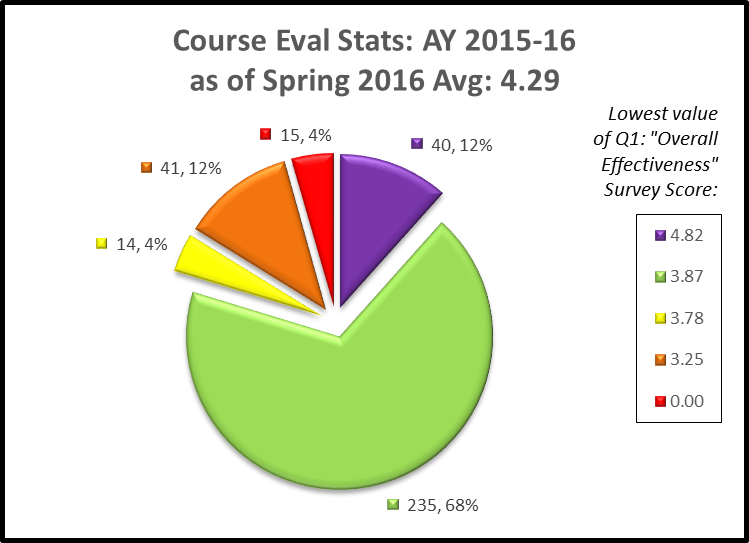 Course Eval Stats: AY 2015-16
as of Spring 2016 Avg: 4.29
Lowest value
of Q1: "Overall
Effectiveness"
Survey Score:
15, 4%
40, 12%
41, 12%
14, 4%
235, 68%
4.82
3.87
3.78
3.25
0.00